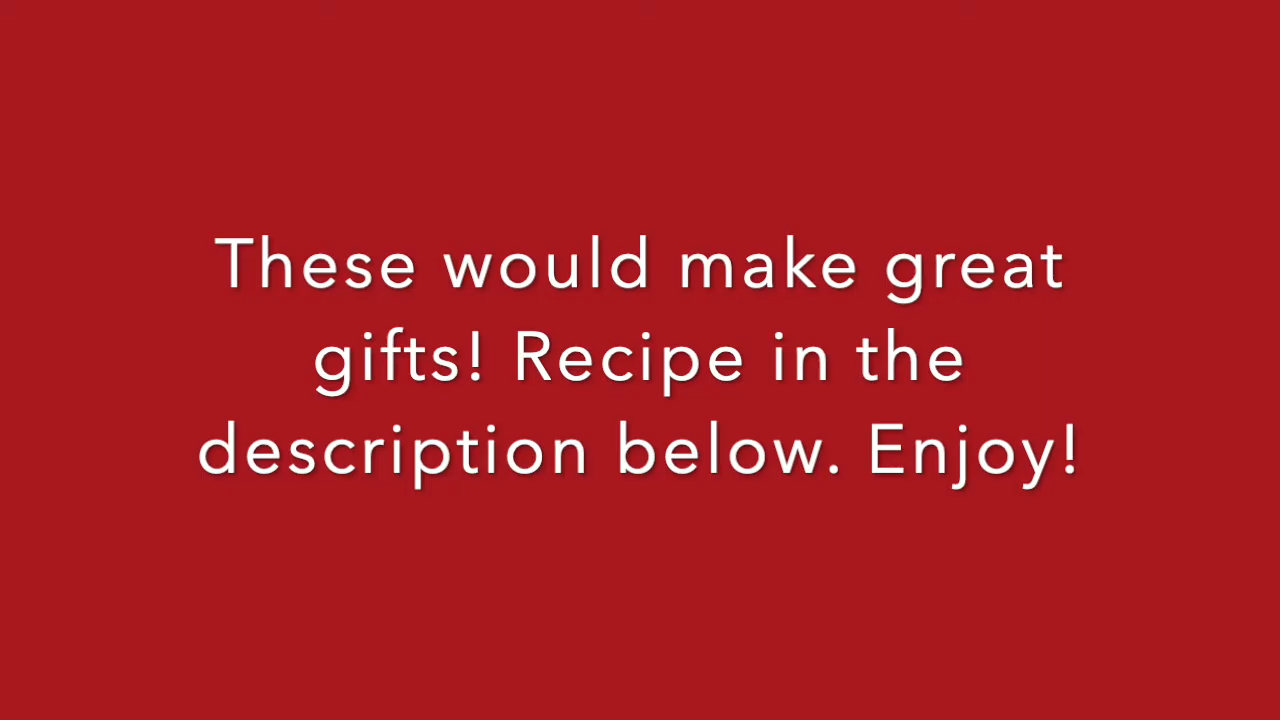 These would make great
gifts! Recipe in the
description below. Enjoy!